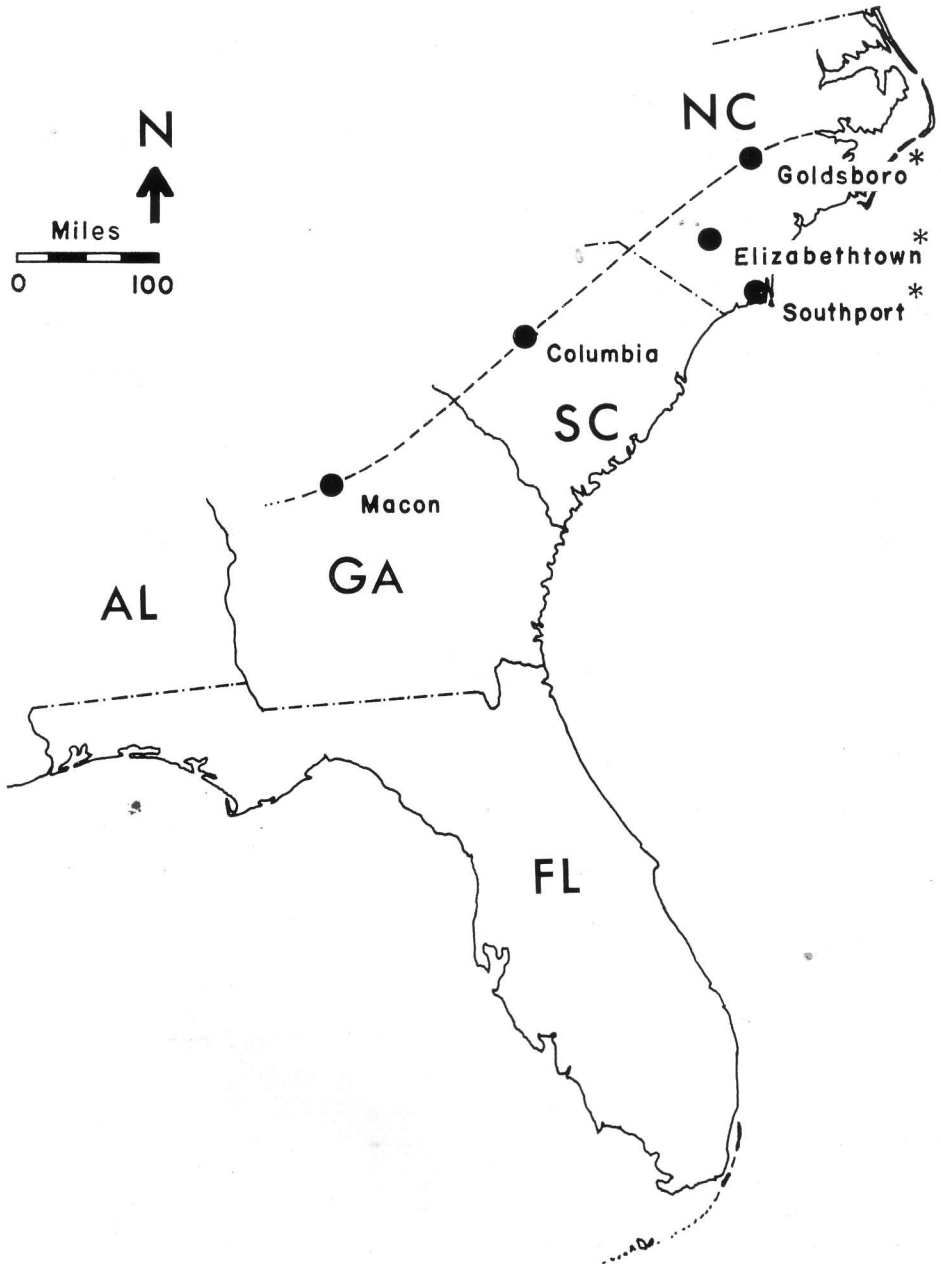 NC
N
Goldsboro*
Miles
0 100
Elizabethtown*
Southport*
Columbia
SC
Macon
GA
AL
FL